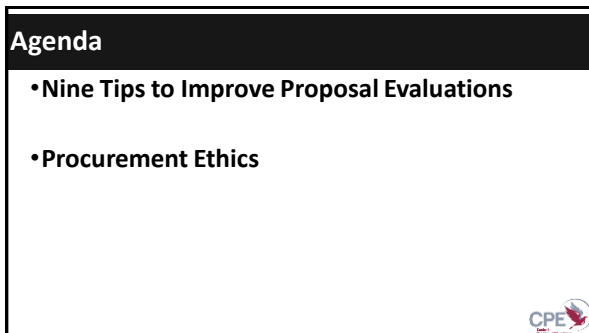 Agenda
•Nine Tips to Improve Proposal Evaluations
•Procurement Ethics
CPE